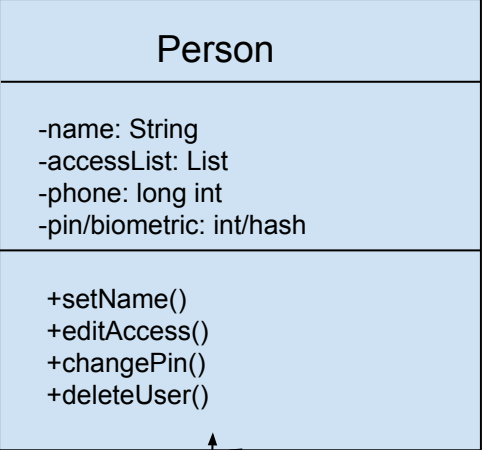 Person
-name: String
-accessList: List
-phone: long int
-pin/biometric: int/hash
+setName()
+editAccess()
+changePin()
+deleteUser()